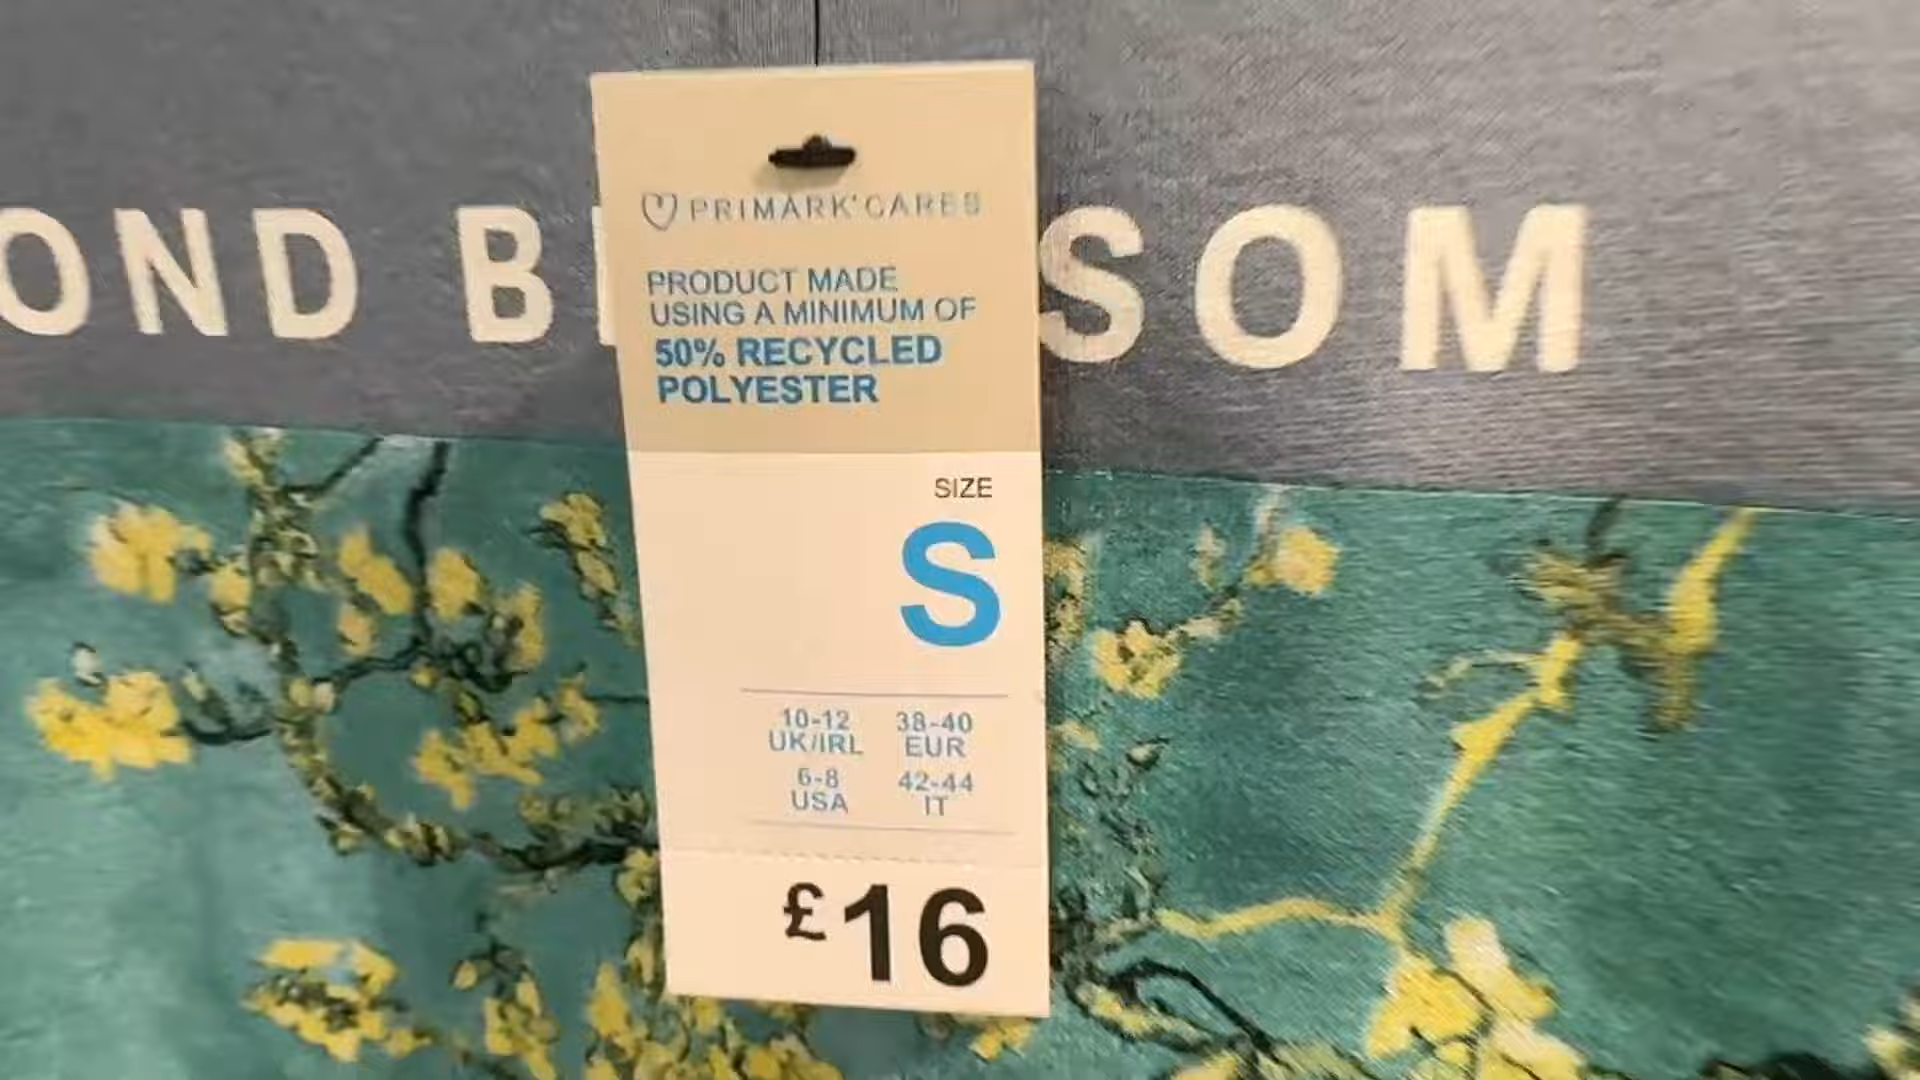 OND B SOM
PRIMARK CARES
PRODUCT MADE
USING A MINIMUM OF
50% RECYCLED
POLYESTER
SIZE
S
10-12 38-40
UK/IRL EUR
6-8 42-44
USA IT
£16